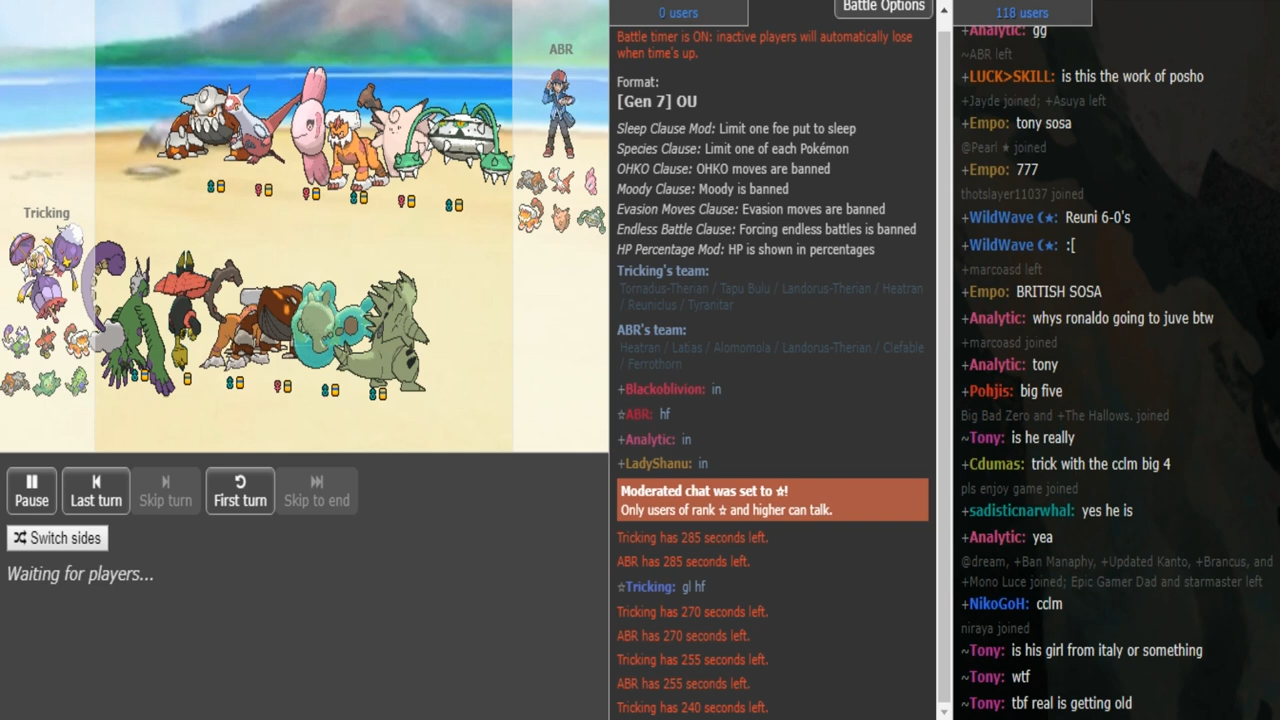 ABR
Tricking
Pause
Last turn
Skip turn
First turn
Skip to end
Switch sides
Waiting for players...
0 users
Battle Options
Battle timer is ON: inactive players will automatically lose
when time's up.
Format:
[Gen 7] OU
Sleep Clause Mod: Limit one foe put to sleep
Species Clause: Limit one of each Pokémon
OHKO Clause: OHKO moves are banned
Moody Clause: Moody is banned
Evasion Moves Clause: Evasion moves are banned
Endless Battle Clause: Forcing endless battles is banned
HP Percentage Mod: HP is shown in percentages
Tricking's team:
Tornadus-Therian / Tapu Bulu / Landorus-Therian / Heatran
/ Reuniclus / Tyranitar
ABR's team:
Heatran / Latias / Alomomola / Landorus-Therian / Clefable
/ Ferrothorn
+Blackoblivion: in
☆ABR: hf
+Analytic: in
+LadyShanu: in
Moderated chat was set to ☆!
Only users of rank ☆ and higher can talk.
Tricking has 285 seconds left.
ABR has 285 seconds left.
☆Tricking: gl hf
Tricking has 270 seconds left.
ABR has 270 seconds left.
Tricking has 255 seconds left.
ABR has 255 seconds left.
Tricking has 240 seconds left.
118 users
+Analytic: gg
~ABR left
+LUCK>SKILL: is this the work of posho
+Jayde joined; +Asuya left
+Empo: tony sosa
@Pearl ★ joined
+Empo: 777
thotslayer11037 joined
+WildWave ☾★: Reuni 6-0's
+WildWave ☾★: :[
+marcoasd left
+Empo: BRITISH SOSA
+Analytic: whys ronaldo going to juve btw
+marcoasd joined
+Analytic: tony
+Pohjis: big five
Big Bad Zero and +The Hallows. joined
~Tony: is he really
+Cdumas: trick with the cclm big 4
pls enjoy game joined
+sadisticnarwhal: yes he is
+Analytic: yea
@dream, +Ban Manaphy, +Updated Kanto, +Brancus, and
+Mono Luce joined; Epic Gamer Dad and starmaster left
+NikoGoH: cclm
niraya joined
~Tony: is his girl from italy or something
~Tony: wtf
~Tony: tbf real is getting old